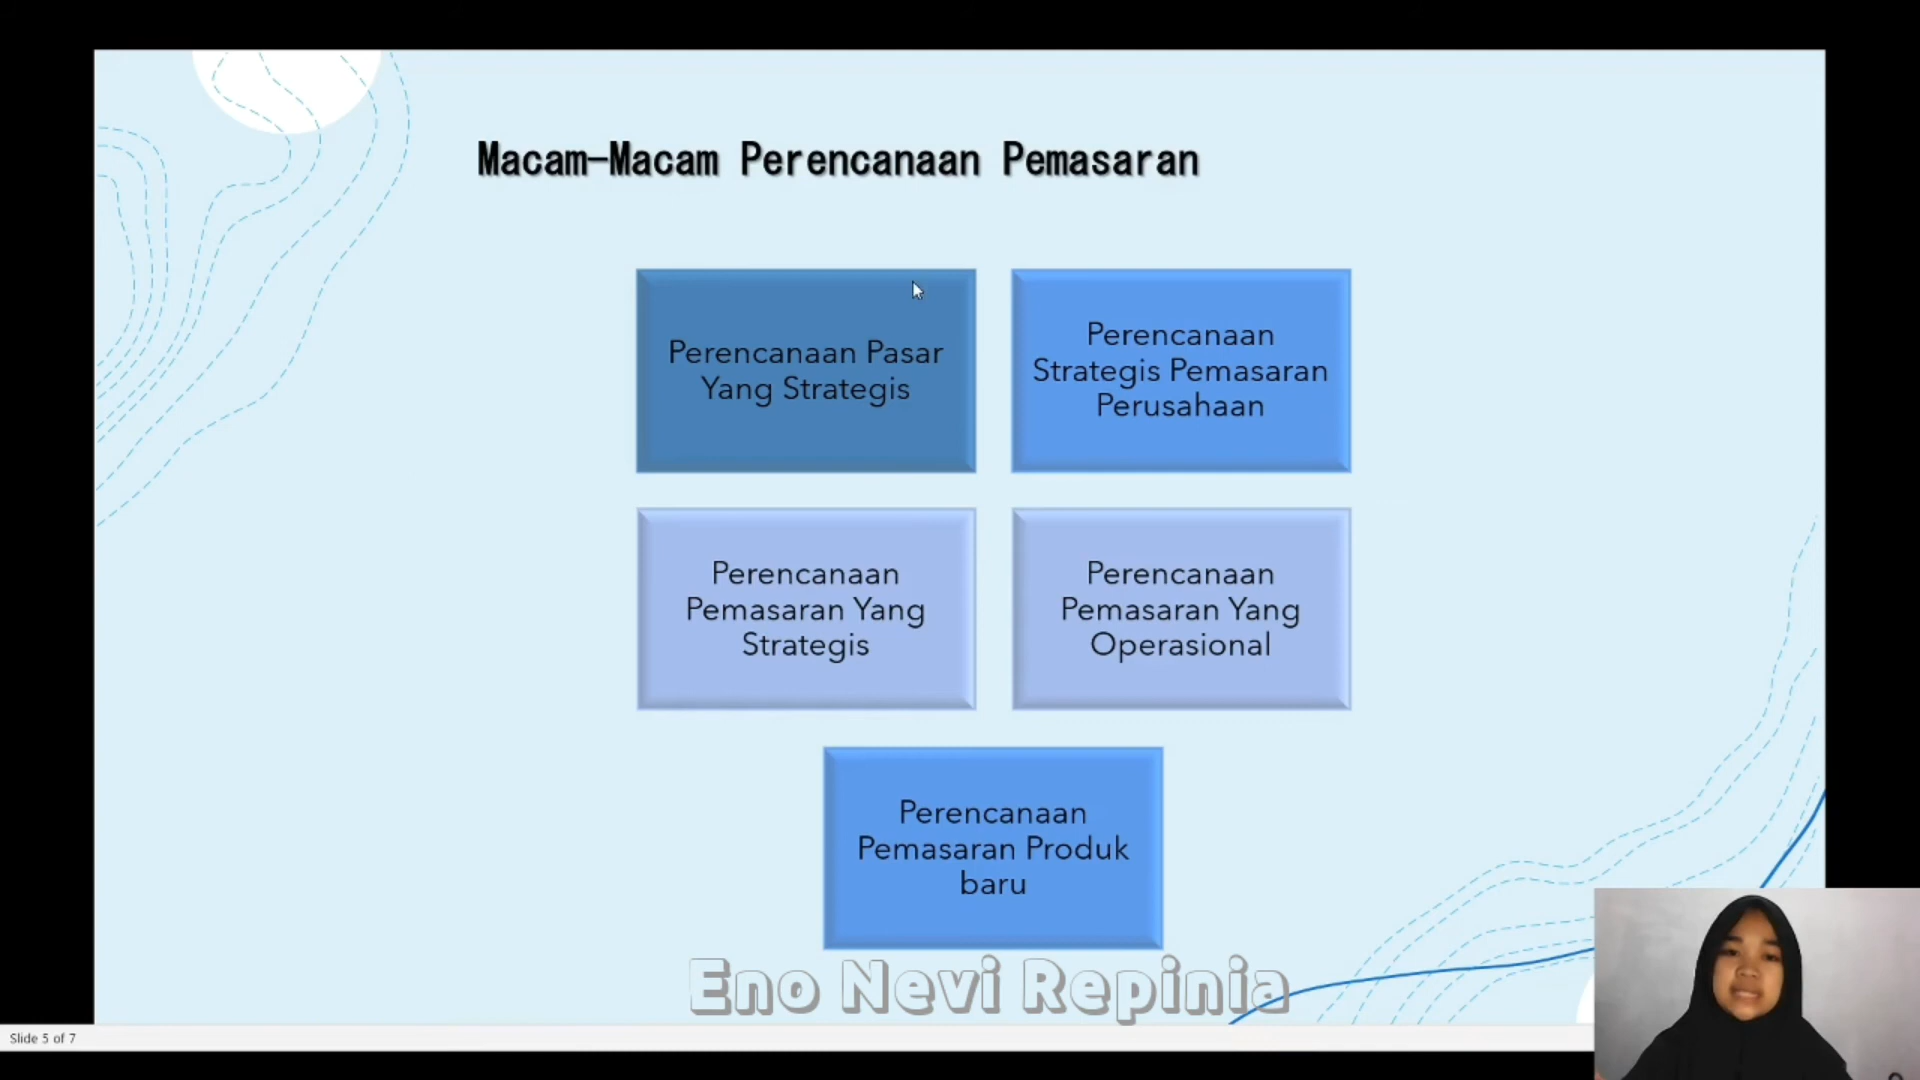 Macam-Macam Perencanaan Pemasaran
Perencanaan Pasar
Yang Strategis
Perencanaan
Strategis Pemasaran
Perusahaan
Perencanaan
Pemasaran Yang
Strategis
Perencanaan
Pemasaran Yang
Operasional
Perencanaan
Pemasaran Produk
baru
Eno Nevi Repinia
Slide 5 of 7